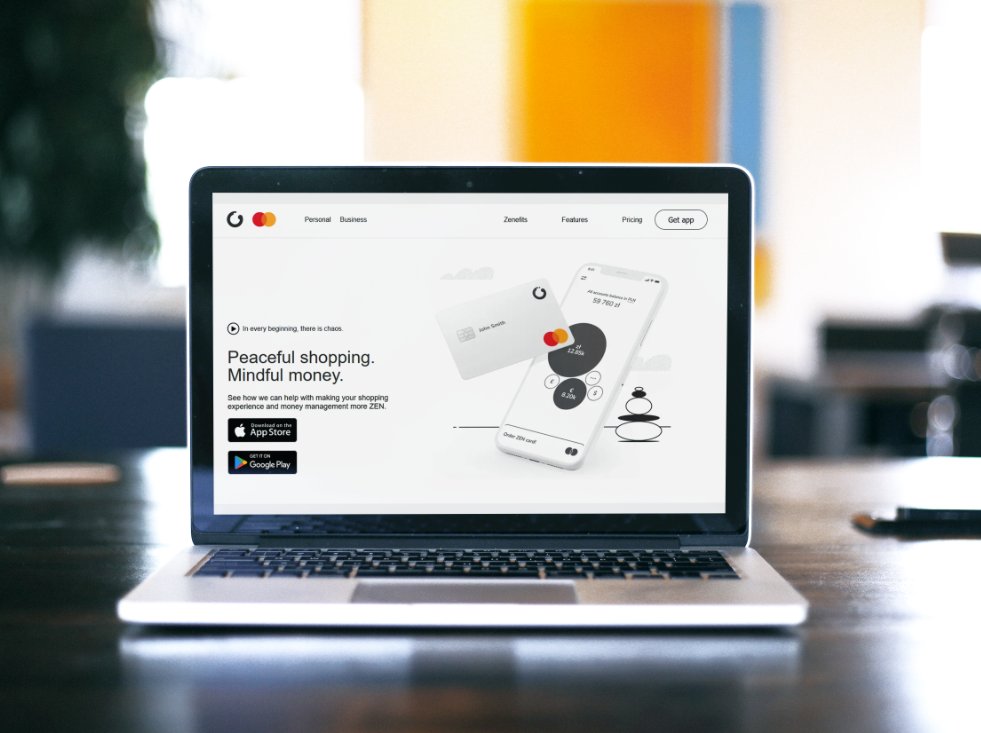 Personal
Business
Zenefits
Features
Pricing
Get app
In every beginning, there is chaos.
Peaceful shopping.
Mindful money.
See how we can help with making your shopping
experience and money management more ZEN.
Download on the
App Store
GET IT ON
Google Play
John Smith
All accounts balance in PLN
59 760 zł
zł
12.85k
€
8.20k
£
$
Order ZEN card!